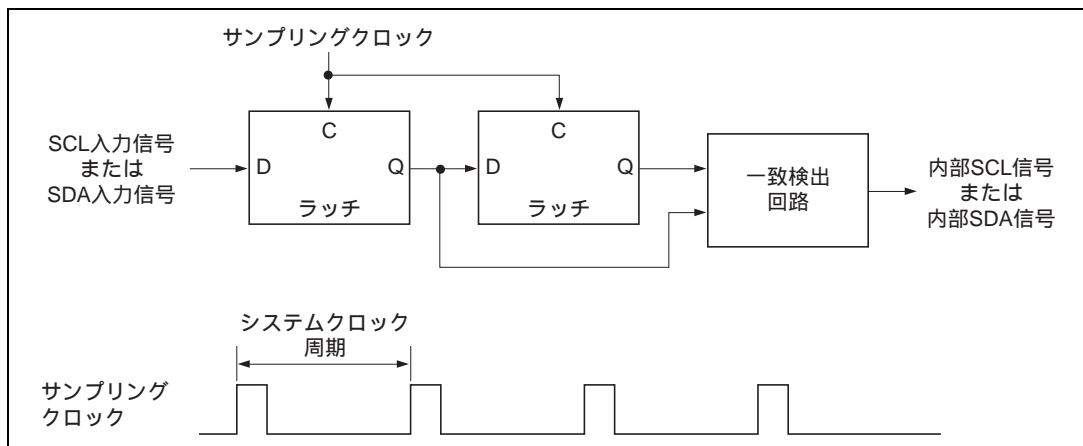 サンプリングクロック
C
C
SCL入力信号
または
SDA入力信号
D
Q
D
Q
ラッチ
ラッチ
一致検出
回路
内部SCL信号
または
内部SDA信号
システムクロック
周期
サンプリング
クロック